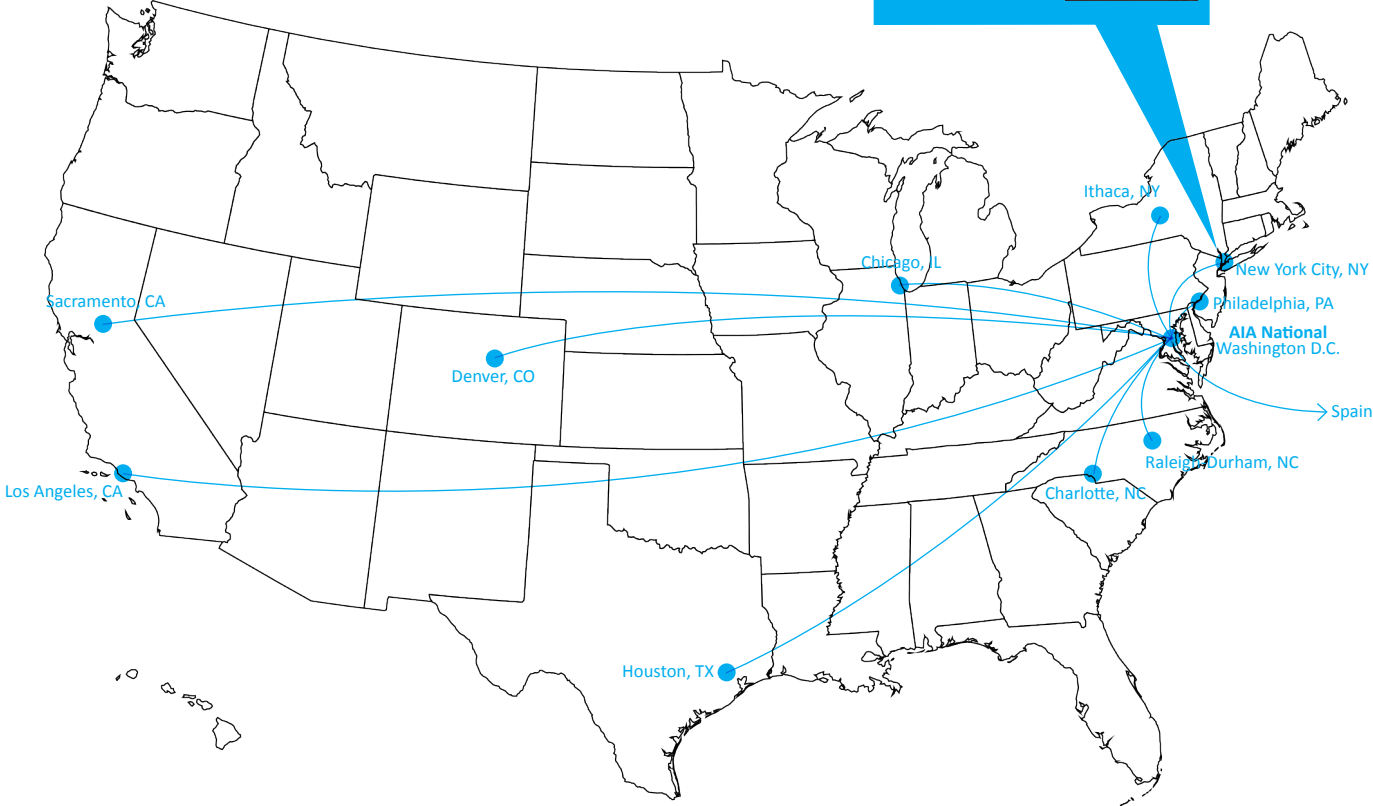 Ithaca, NY
Chicago, IL
New York City, NY
Sacramento, CA
Philadelphia, PA
AIA National
Washington D.C.
Denver, CO
Spain
Raleigh-Durham, NC
Los Angeles, CA
Charlotte, NC
Houston, TX